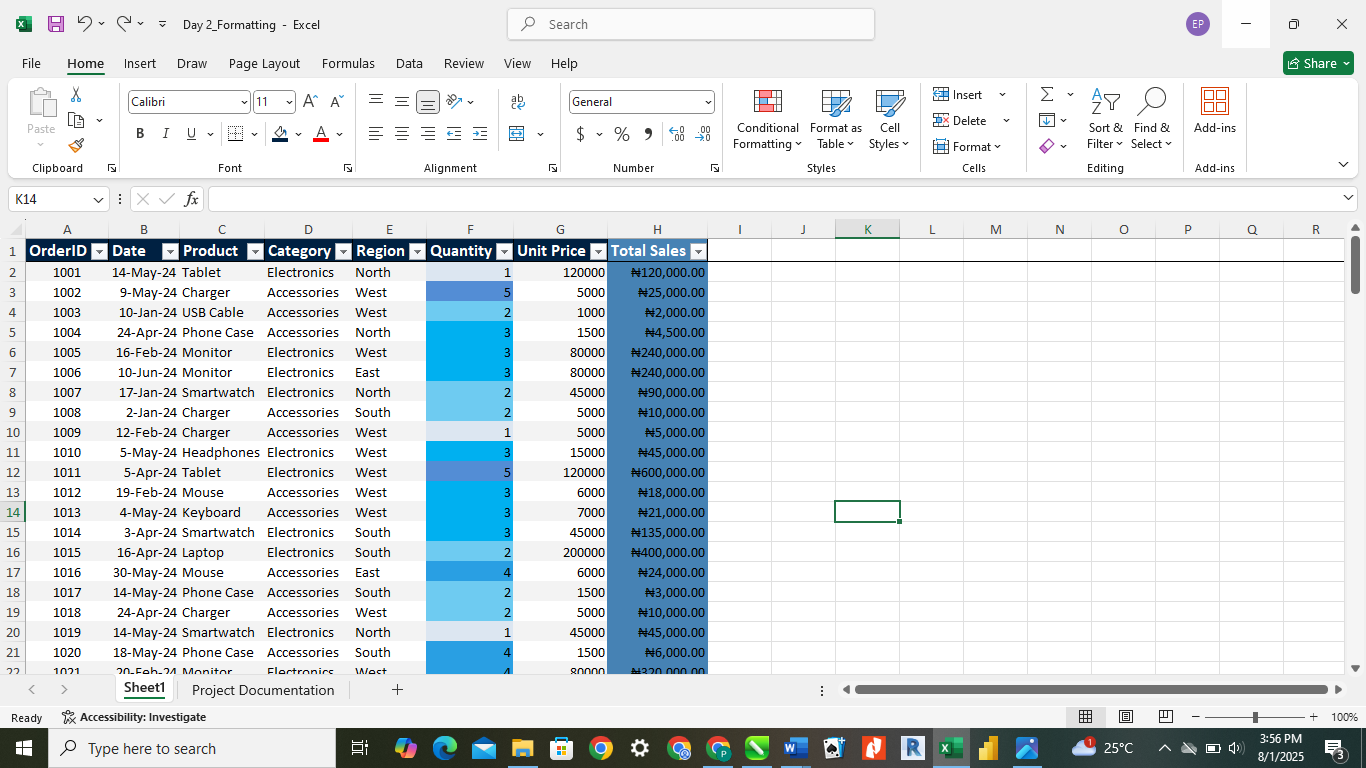 Day 2_Formatting - Excel
Search
EP
File Home Insert Draw Page Layout Formulas Data Review View Help
Share
Paste
Calibri 11
B I U A
ab
General
$ % 9
Conditional Formatting
Format as Table
Cell Styles
Insert
Delete
Format
Sort & Filter
Find & Select
Add-ins
Clipboard Font Alignment Number Styles Cells Editing Add-ins
K14 fx
A B C D E F G H I J K L M N O P Q R
1 OrderID Date Product Category Region Quantity Unit Price Total Sales
2 1001 14-May-24 Tablet Electronics North 1 120000 ₦120,000.00
3 1002 9-May-24 Charger Accessories West 5 5000 ₦25,000.00
4 1003 10-Jan-24 USB Cable Accessories West 2 1000 ₦2,000.00
5 1004 24-Apr-24 Phone Case Accessories North 3 1500 ₦4,500.00
6 1005 16-Feb-24 Monitor Electronics West 3 80000 ₦240,000.00
7 1006 10-Jun-24 Monitor Electronics East 3 80000 ₦240,000.00
8 1007 17-Jan-24 Smartwatch Electronics North 2 45000 ₦90,000.00
9 1008 2-Jan-24 Charger Accessories South 2 5000 ₦10,000.00
10 1009 12-Feb-24 Charger Accessories West 1 5000 ₦5,000.00
11 1010 5-May-24 Headphones Electronics West 3 15000 ₦45,000.00
12 1011 5-Apr-24 Tablet Electronics West 5 120000 ₦600,000.00
13 1012 19-Feb-24 Mouse Accessories West 3 6000 ₦18,000.00
14 1013 4-May-24 Keyboard Accessories West 3 7000 ₦21,000.00
15 1014 3-Apr-24 Smartwatch Electronics South 3 45000 ₦135,000.00
16 1015 16-Apr-24 Laptop Electronics South 2 200000 ₦400,000.00
17 1016 30-May-24 Mouse Accessories East 4 6000 ₦24,000.00
18 1017 14-May-24 Phone Case Accessories South 2 1500 ₦3,000.00
19 1018 24-Apr-24 Charger Accessories West 2 5000 ₦10,000.00
20 1019 14-May-24 Smartwatch Electronics North 1 45000 ₦45,000.00
21 1020 18-May-24 Phone Case Accessories South 4 1500 ₦6,000.00
22 1021 20-Feb-24 Monitor Electronics West 4 80000 ₦320,000.00
Sheet1 Project Documentation
Ready Accessibility: Investigate 100%
Type here to search
25°C
3:56 PM
8/1/2025
3